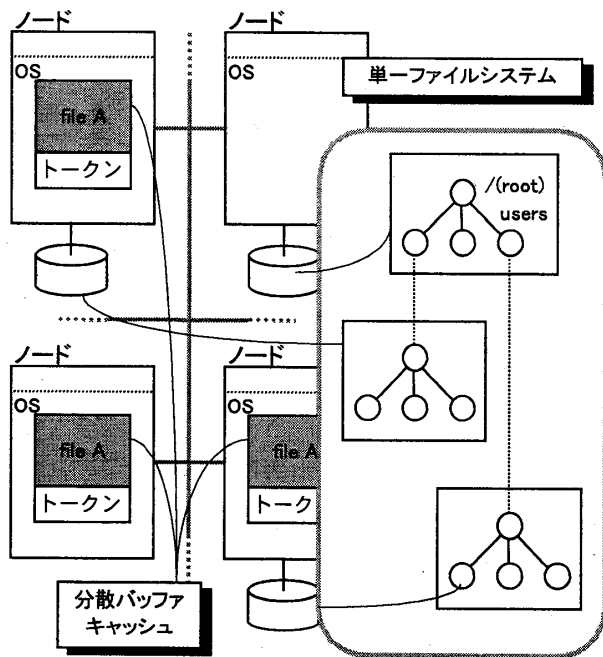 ノード
OS
file A
トークン
ノード
OS
単一ファイルシステム
/(root)
users
ノード
OS
file A
トークン
ノード
OS
file A
トークン
分散バッファ
キャッシュ